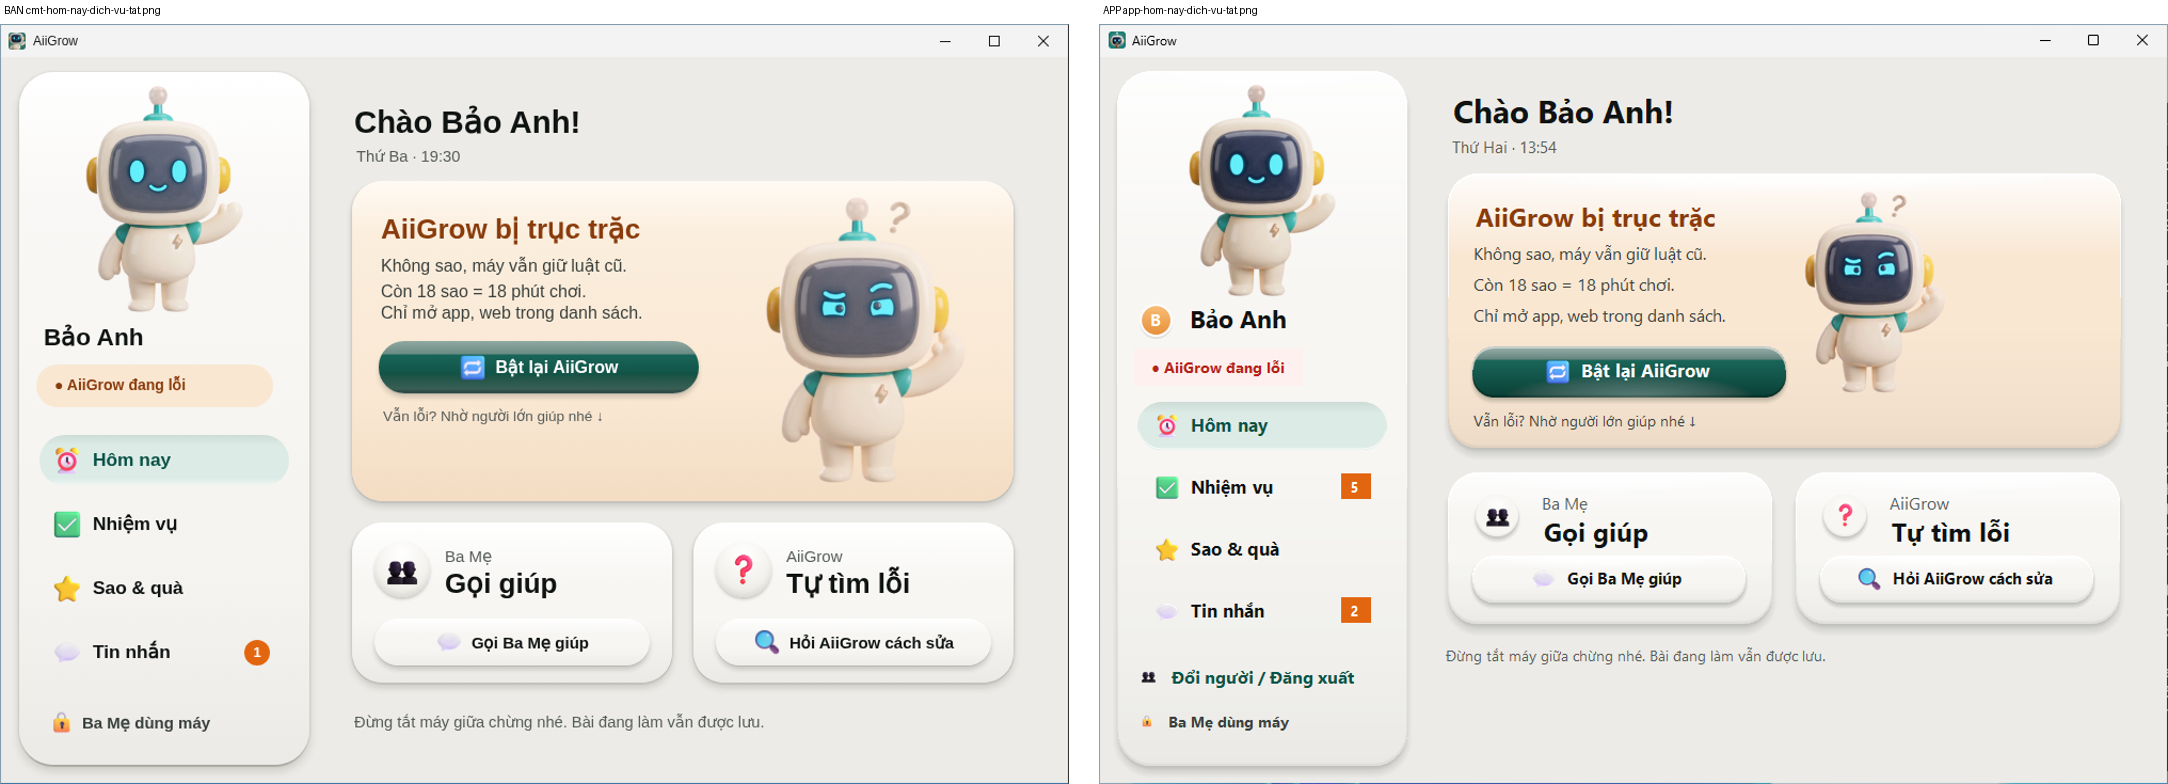 BAN cmt-hom-nay-dich-vu-tat.png
AiiGrow
Bảo Anh
● AiiGrow đang lỗi
Hôm nay
Nhiệm vụ
Sao & quà
Tin nhắn 1
Ba Mẹ dùng máy
Chào Bảo Anh!
Thứ Ba · 19:30
AiiGrow bị trục trặc
Không sao, máy vẫn giữ luật cũ.
Còn 18 sao = 18 phút chơi.
Chỉ mở app, web trong danh sách.
Bật lại AiiGrow
Vẫn lỗi? Nhờ người lớn giúp nhé ↓
Ba Mẹ
Gọi giúp
Gọi Ba Mẹ giúp
AiiGrow
Tự tìm lỗi
Hỏi AiiGrow cách sửa
Đừng tắt máy giữa chừng nhé. Bài đang làm vẫn được lưu.
APP app-hom-nay-dich-vu-tat.png
AiiGrow
B Bảo Anh
● AiiGrow đang lỗi
Hôm nay
Nhiệm vụ 5
Sao & quà
Tin nhắn 2
Đổi người / Đăng xuất
Ba Mẹ dùng máy
Chào Bảo Anh!
Thứ Hai · 13:54
AiiGrow bị trục trặc
Không sao, máy vẫn giữ luật cũ.
Còn 18 sao = 18 phút chơi.
Chỉ mở app, web trong danh sách.
Bật lại AiiGrow
Vẫn lỗi? Nhờ người lớn giúp nhé ↓
Ba Mẹ
Gọi giúp
Gọi Ba Mẹ giúp
AiiGrow
Tự tìm lỗi
Hỏi AiiGrow cách sửa
Đừng tắt máy giữa chừng nhé. Bài đang làm vẫn được lưu.